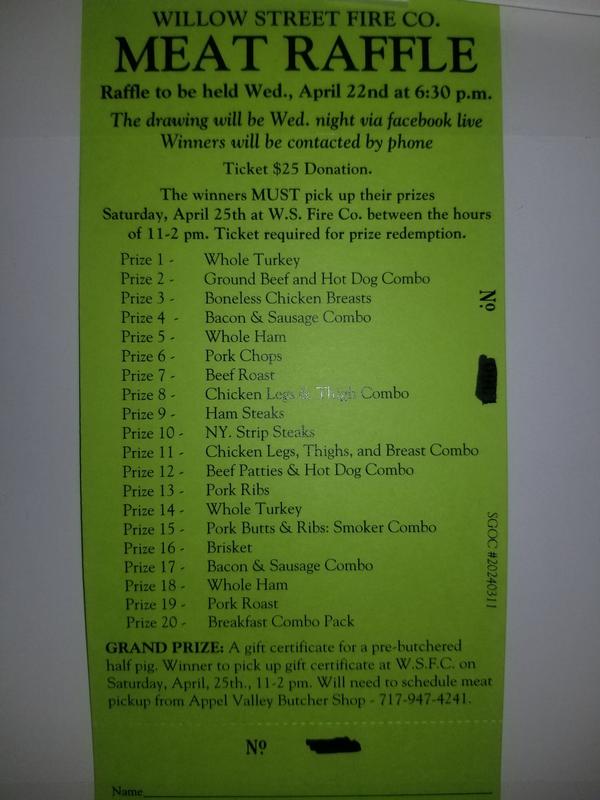 WILLOW STREET FIRE CO.
MEAT RAFFLE
Raffle to be held Wed., April 22nd at 6:30 p.m.
The drawing will be Wed. night via facebook live
Winners will be contacted by phone
Ticket $25 Donation.
The winners MUST pick up their prizes
Saturday, April 25th at W.S. Fire Co. between the hours
of 11-2 pm. Ticket required for prize redemption.
Prize 1 - Whole Turkey
Prize 2 - Ground Beef and Hot Dog Combo
Prize 3 - Boneless Chicken Breasts
Prize 4 - Bacon & Sausage Combo
Prize 5 - Whole Ham
Prize 6 - Pork Chops
Prize 7 - Beef Roast
Prize 8 - Chicken Legs & Thigh Combo
Prize 9 - Ham Steaks
Prize 10 - NY. Strip Steaks
Prize 11 - Chicken Legs, Thighs, and Breast Combo
Prize 12 - Beef Patties & Hot Dog Combo
Prize 13 - Pork Ribs
Prize 14 - Whole Turkey
Prize 15 - Pork Butts & Ribs: Smoker Combo
Prize 16 - Brisket
Prize 17 - Bacon & Sausage Combo
Prize 18 - Whole Ham
Prize 19 - Pork Roast
Prize 20 - Breakfast Combo Pack
GRAND PRIZE: A gift certificate for a pre-butchered
half pig. Winner to pick up gift certificate at W.S.F.C. on
Saturday, April, 25th., 11-2 pm. Will need to schedule meat
pickup from Appel Valley Butcher Shop - 717-947-4241.
Nº
SGOC #20240311
Nº
Name